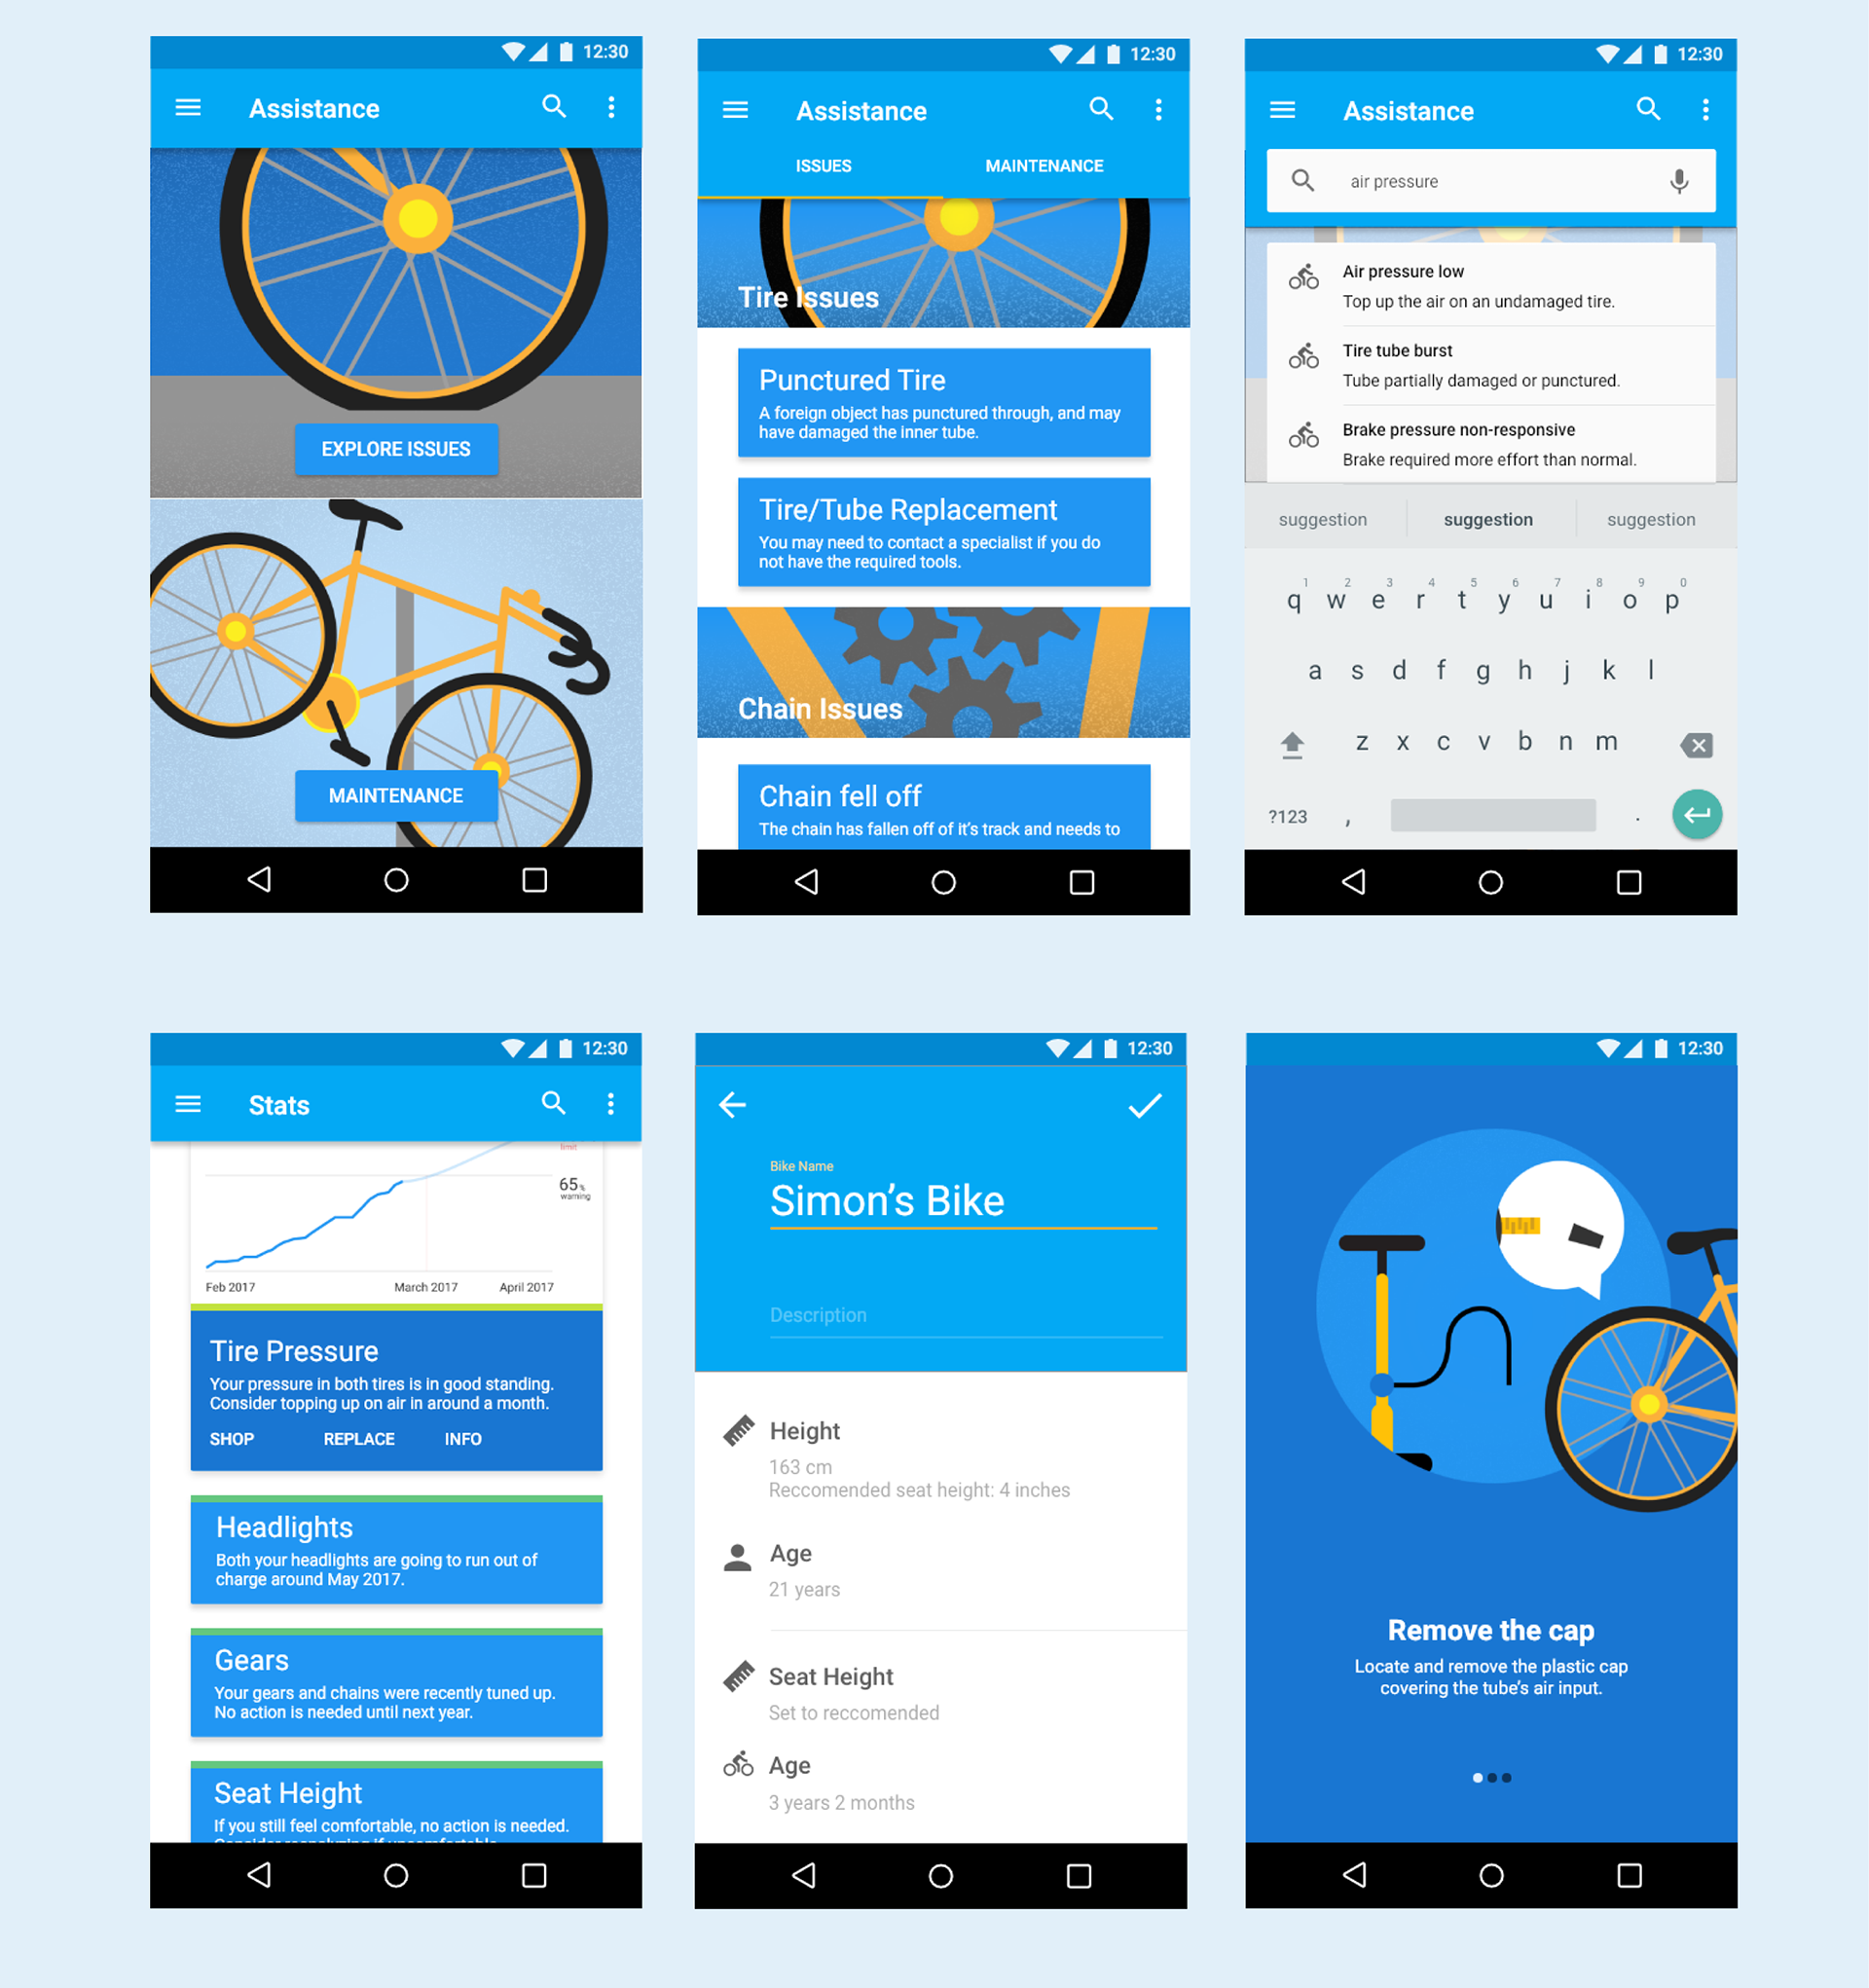 12:30
Assistance
EXPLORE ISSUES
MAINTENANCE
12:30
Assistance
ISSUES
MAINTENANCE
Tire Issues
Punctured Tire
A foreign object has punctured through, and may
have damaged the inner tube.
Tire/Tube Replacement
You may need to contact a specialist if you do
not have the required tools.
Chain Issues
Chain fell off
The chain has fallen off of it's track and needs to
12:30
Assistance
air pressure
Air pressure low
Top up the air on an undamaged tire.
Tire tube burst
Tube partially damaged or punctured.
Brake pressure non-responsive
Brake required more effort than normal.
suggestion suggestion suggestion
1 2 3 4 5 6 7 8 9 0
q w e r t y u i o p
a s d f g h j k l
z x c v b n m
?123 , .
12:30
Stats
limit
65%
warning
Feb 2017 March 2017 April 2017
Tire Pressure
Your pressure in both tires is in good standing.
Consider topping up on air in around a month.
SHOP REPLACE INFO
Headlights
Both your headlights are going to run out of
charge around May 2017.
Gears
Your gears and chains were recently tuned up.
No action is needed until next year.
Seat Height
If you still feel comfortable, no action is needed.
12:30
Bike Name
Simon’s Bike
Description
Height
163 cm
Reccomended seat height: 4 inches
Age
21 years
Seat Height
Set to reccomended
Age
3 years 2 months
12:30
Remove the cap
Locate and remove the plastic cap
covering the tube's air input.